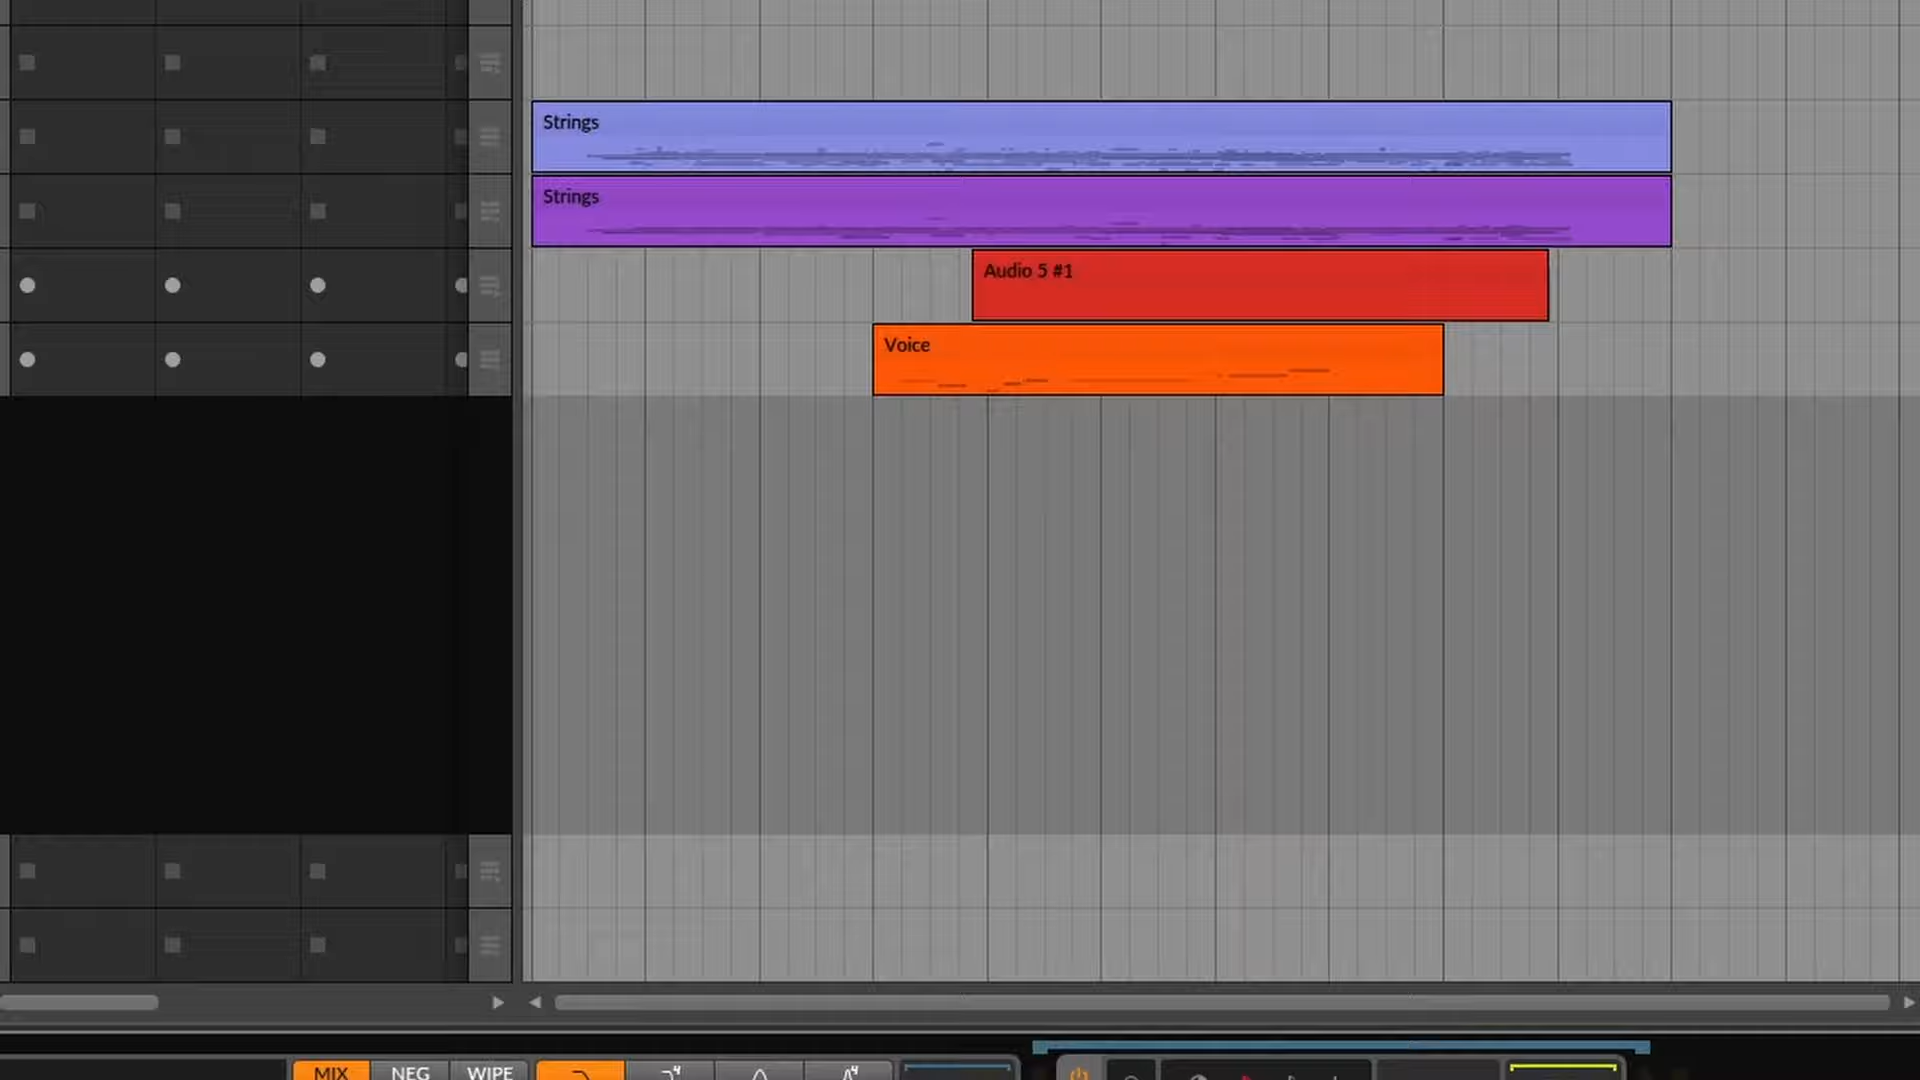 Strings
Strings
Audio 5 #1
Voice
MIX NEG WIPE